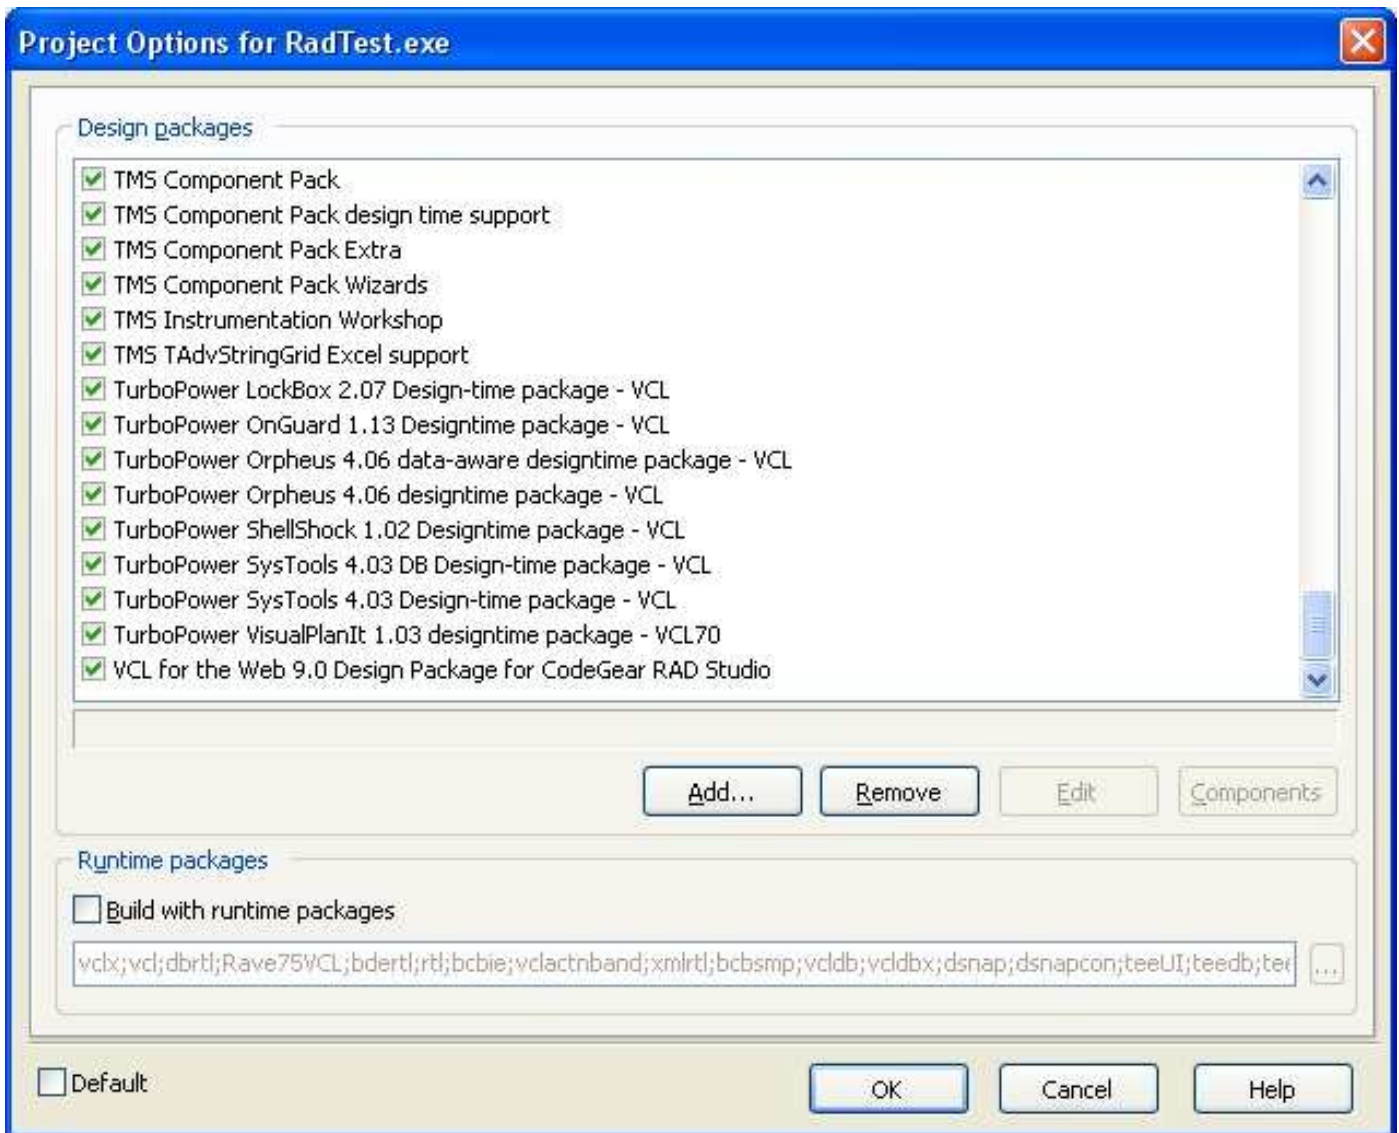 Project Options for RadTest.exe
Design packages
TMS Component Pack
TMS Component Pack design time support
TMS Component Pack Extra
TMS Component Pack Wizards
TMS Instrumentation Workshop
TMS TAdvStringGrid Excel support
TurboPower LockBox 2.07 Design-time package - VCL
TurboPower OnGuard 1.13 Designtime package - VCL
TurboPower Orpheus 4.06 data-aware designtime package - VCL
TurboPower Orpheus 4.06 designtime package - VCL
TurboPower ShellShock 1.02 Designtime package - VCL
TurboPower SysTools 4.03 DB Design-time package - VCL
TurboPower SysTools 4.03 Design-time package - VCL
TurboPower VisualPlanIt 1.03 designtime package - VCL70
VCL for the Web 9.0 Design Package for CodeGear RAD Studio
Add... Remove Edit Components
Runtime packages
Build with runtime packages
vclx;vcl;dbrtl;Rave75VCL;bdertl;rtl;bcbie;vclactnband;xmlrtl;bcbsmp;vcldb;vcldbx;dsnap;dsnapcon;teeUI;teedb;tee ...
Default OK Cancel Help